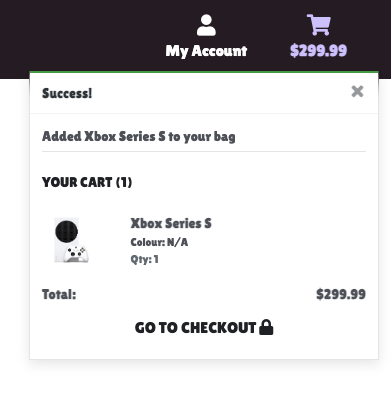 My Account
$299.99
Success!
Added Xbox Series S to your bag
YOUR CART (1)
Xbox Series S
Colour: N/A
Qty: 1
Total: $299.99
GO TO CHECKOUT